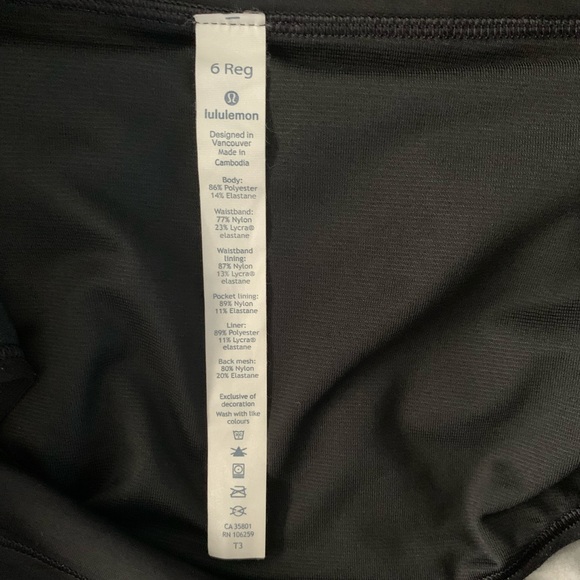 6 Reg
lululemon
Designed in
Vancouver
Made in
Cambodia
Body:
86% Polyester
14% Elastane
Waistband:
77% Nylon
23% Lycra®
elastane
Waistband
lining:
87% Nylon
13% Lycra®
elastane
Pocket lining:
89% Nylon
11% Elastane
Liner:
89% Polyester
11% Lycra®
elastane
Back mesh:
80% Nylon
20% Elastane
Exclusive of
decoration
Wash with like
colours
CA 35801
RN 106259
T3